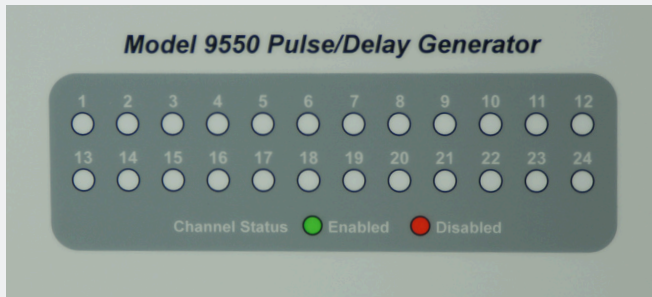 Model 9550 Pulse/Delay Generator
1 2 3 4 5 6 7 8 9 10 11 12
13 14 15 16 17 18 19 20 21 22 23 24
Channel Status Enabled Disabled